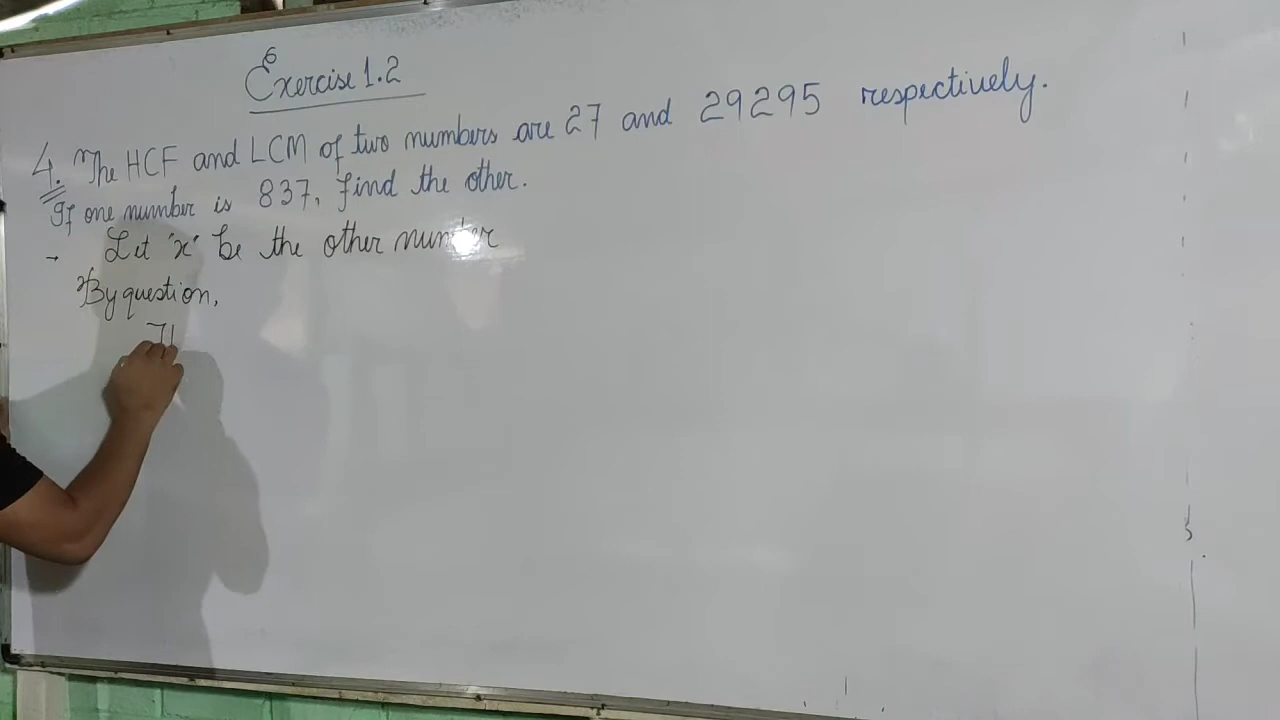 Exercise 1.2
4. The HCF and LCM of two numbers are 27 and 29295 respectively.
If one number is 837, find the other.
- Let 'x' be the other number
By question,